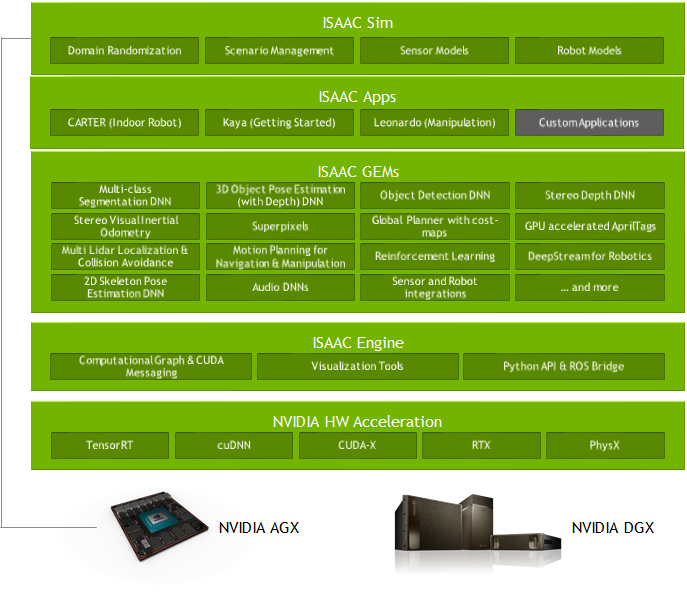 ISAAC Sim
Domain Randomization
Scenario Management
Sensor Models
Robot Models
ISAAC Apps
CARTER (Indoor Robot)
Kaya (Getting Started)
Leonardo (Manipulation)
Custom Applications
ISAAC GEMs
Multi-class
Segmentation DNN
3D Object Pose Estimation
(with Depth) DNN
Object Detection DNN
Stereo Depth DNN
Stereo Visual Inertial
Odometry
Superpixels
Global Planner with cost-
maps
GPU accelerated AprilTags
Multi Lidar Localization &
Collision Avoidance
Motion Planning for
Navigation & Manipulation
Reinforcement Learning
DeepStream for Robotics
2D Skeleton Pose
Estimation DNN
Audio DNNs
Sensor and Robot
integrations
... and more
ISAAC Engine
Computational Graph & CUDA
Messaging
Visualization Tools
Python API & ROS Bridge
NVIDIA HW Acceleration
TensorRT
cuDNN
CUDA-X
RTX
PhysX
NVIDIA AGX
NVIDIA DGX